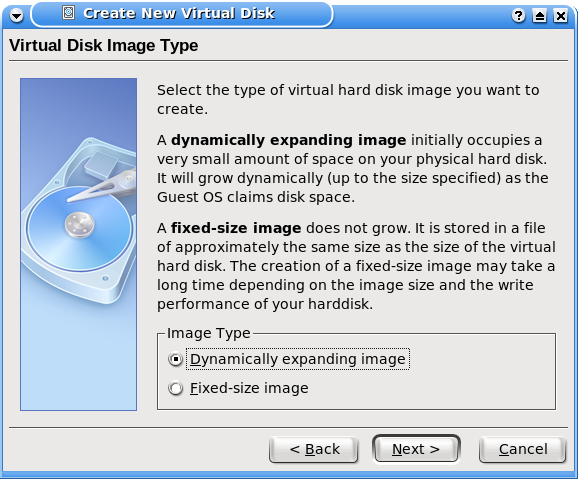 Create New Virtual Disk
Virtual Disk Image Type
Select the type of virtual hard disk image you want to
create.
A dynamically expanding image initially occupies a
very small amount of space on your physical hard disk.
It will grow dynamically (up to the size specified) as the
Guest OS claims disk space.
A fixed-size image does not grow. It is stored in a file
of approximately the same size as the size of the virtual
hard disk. The creation of a fixed-size image may take a
long time depending on the image size and the write
performance of your harddisk.
Image Type
Dynamically expanding image
Fixed-size image
< Back Next > Cancel